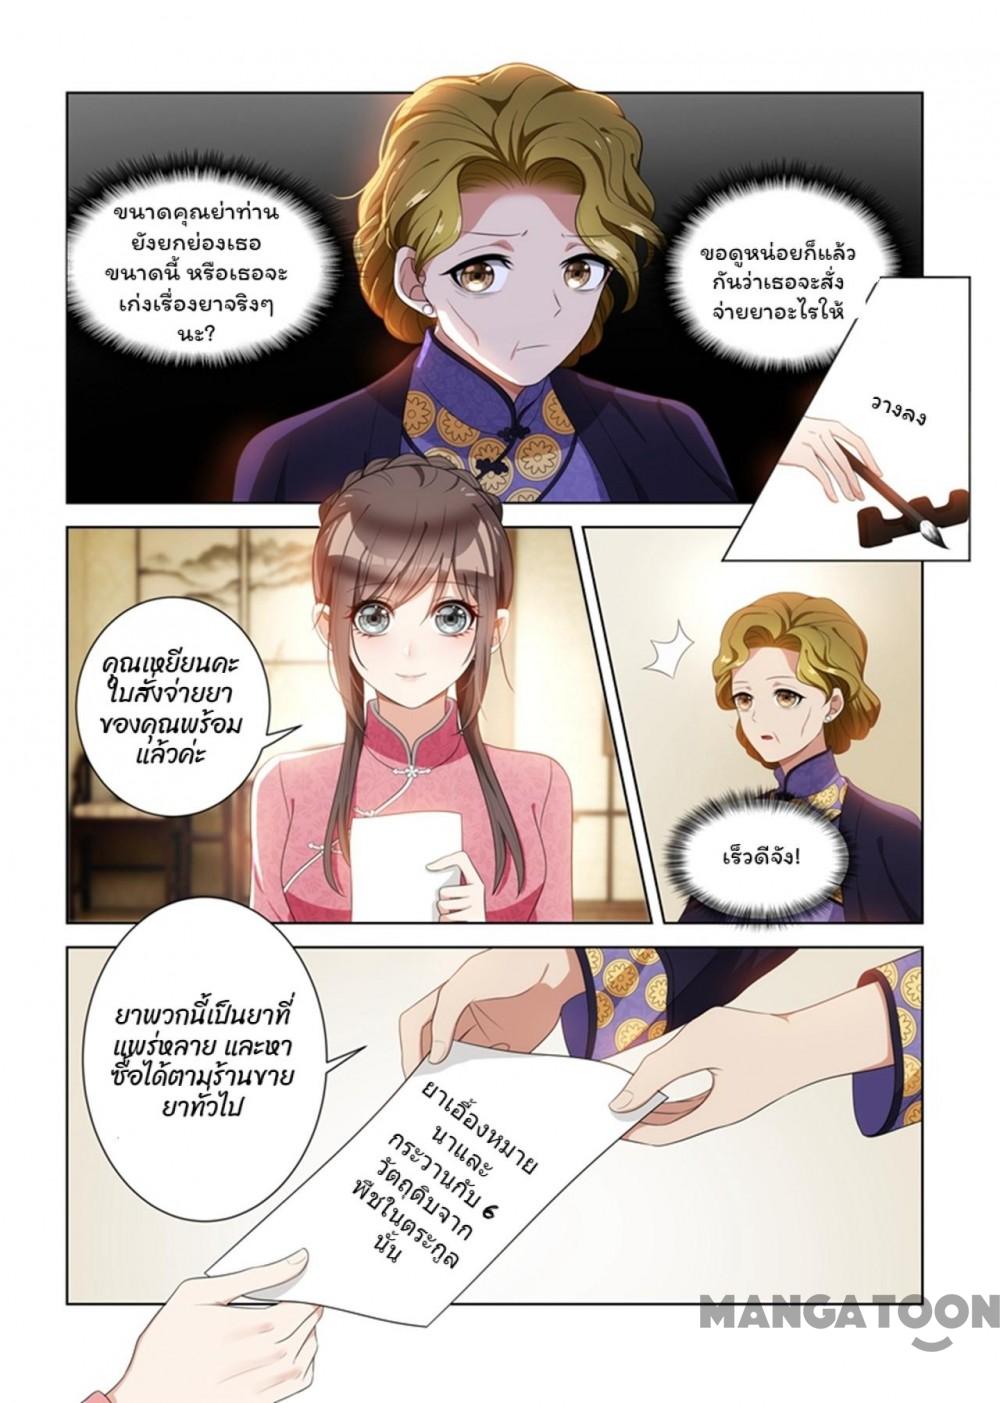 ขนาดคุณย่าท่าน
ยังยกย่องเธอ
ขนาดนี้ หรือเธอจะ
เก่งเรื่องยาจริงๆ
นะ?
ขอดูหน่อยก็แล้ว
กันว่าเธอจะสั่ง
จ่ายยาอะไรให้
วางลง
คุณเหยียนคะ
ใบสั่งจ่ายยา
ของคุณพร้อม
แล้วค่ะ
เร็วดีจัง!
ยาพวกนี้เป็นยาที่
แพร่หลาย และหา
ซื้อได้ตามร้านขาย
ยาทั่วไป
ยาเอื้องหมาย
นาและ
กระวานกับ 6
วัตถุดิบจาก
พืชในตระกูล
นั้น
MANGATOON